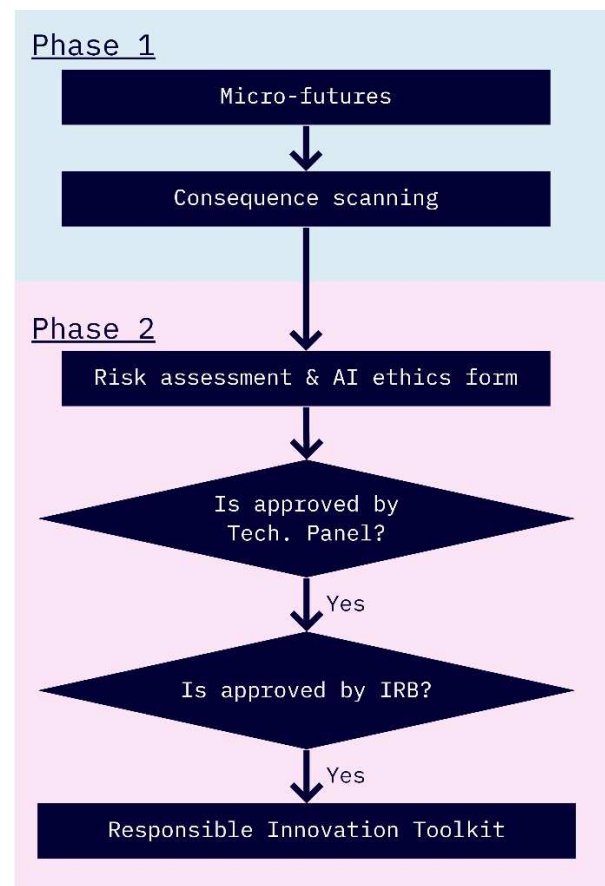 Phase 1
Micro-futures
Consequence scanning
Phase 2
Risk assessment & AI ethics form
Is approved by
Tech. Panel?
Yes
Is approved by IRB?
Yes
Responsible Innovation Toolkit